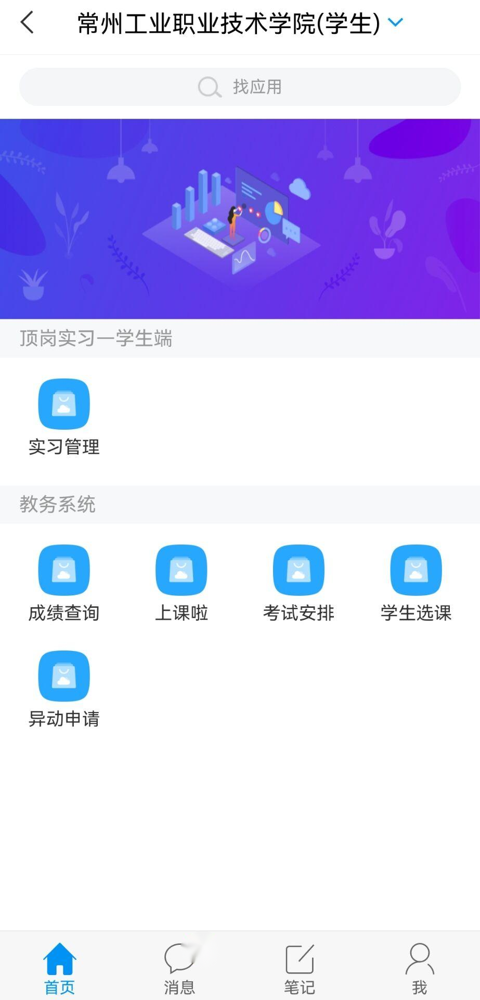 常州工业职业技术学院(学生)
找应用
顶岗实习一学生端
实习管理
教务系统
成绩查询 上课啦 考试安排 学生选课
异动申请
首页 消息 笔记 我